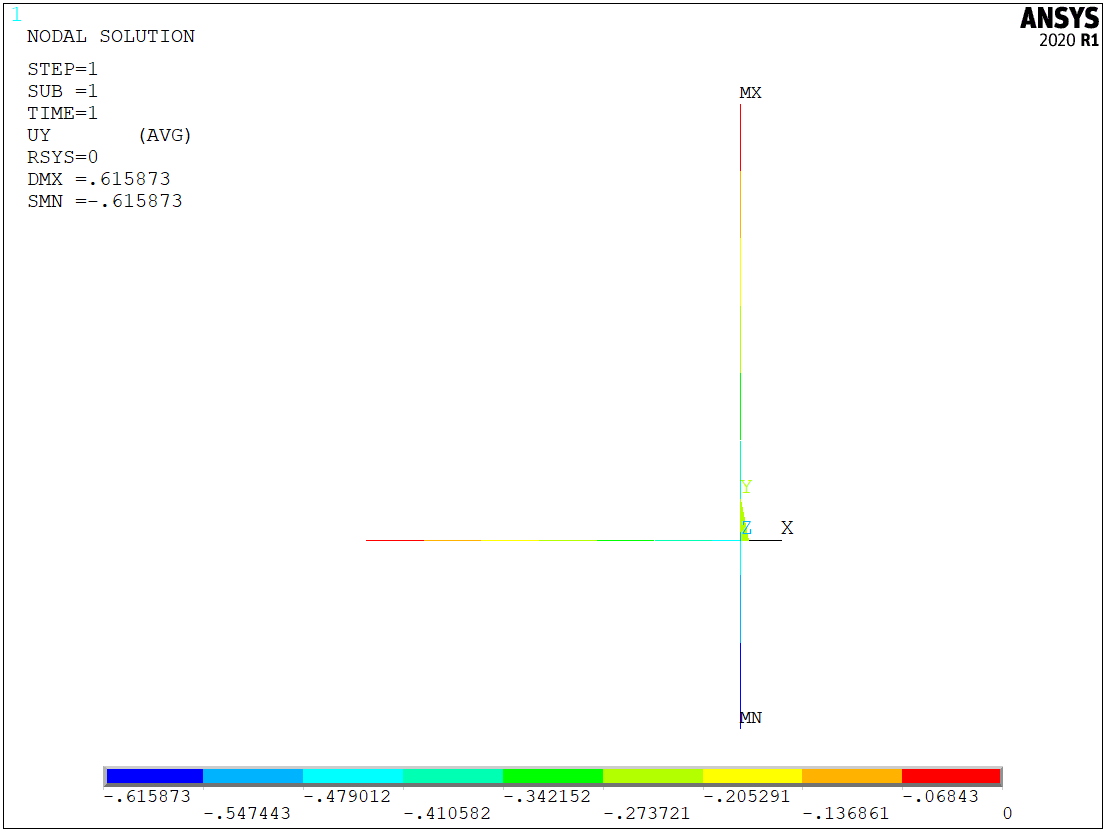 1
ANSYS
2020 R1
NODAL SOLUTION
STEP=1
SUB =1
TIME=1
UY (AVG)
RSYS=0
DMX =.615873
SMN =-.615873
MX
Y
Z X
MN
-.615873 -.479012 -.342152 -.205291 -.06843
-.547443 -.410582 -.273721 -.136861 0